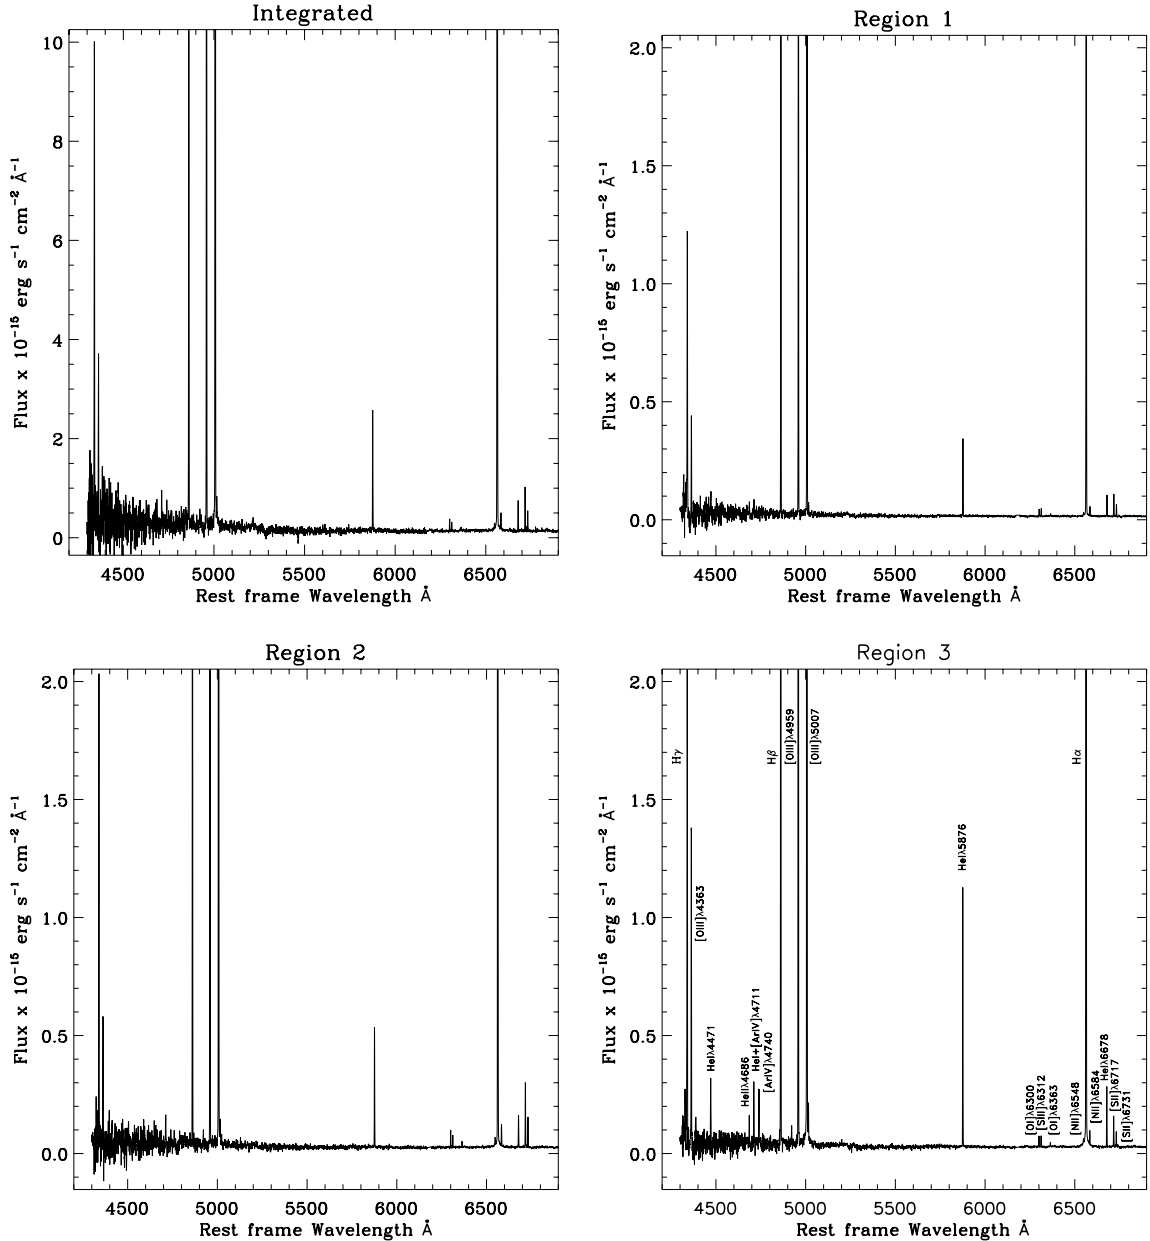 Integrated
10
8
6
4
2
0
4500 5000 5500 6000 6500
Rest frame Wavelength Å
Flux x 10⁻¹⁵ erg s⁻¹ cm⁻² Å⁻¹
Region 1
2.0
1.5
1.0
0.5
0.0
4500 5000 5500 6000 6500
Rest frame Wavelength Å
Flux x 10⁻¹⁵ erg s⁻¹ cm⁻² Å⁻¹
Region 2
2.0
1.5
1.0
0.5
0.0
4500 5000 5500 6000 6500
Rest frame Wavelength Å
Flux x 10⁻¹⁵ erg s⁻¹ cm⁻² Å⁻¹
Region 3
2.0
1.5
1.0
0.5
0.0
Hγ
[OIII]λ4363
HeIλ4471
HeIIλ4686
HeI+[ArIV]λ4711
[ArIV]λ4740
Hβ
[OIII]λ4959
[OIII]λ5007
HeIλ5876
[OI]λ6300
[SIII]λ6312
[OI]λ6363
[NII]λ6548
Hα
[NII]λ6584
HeIλ6678
[SII]λ6717
[SII]λ6731
4500 5000 5500 6000 6500
Rest frame Wavelength Å
Flux x 10⁻¹⁵ erg s⁻¹ cm⁻² Å⁻¹